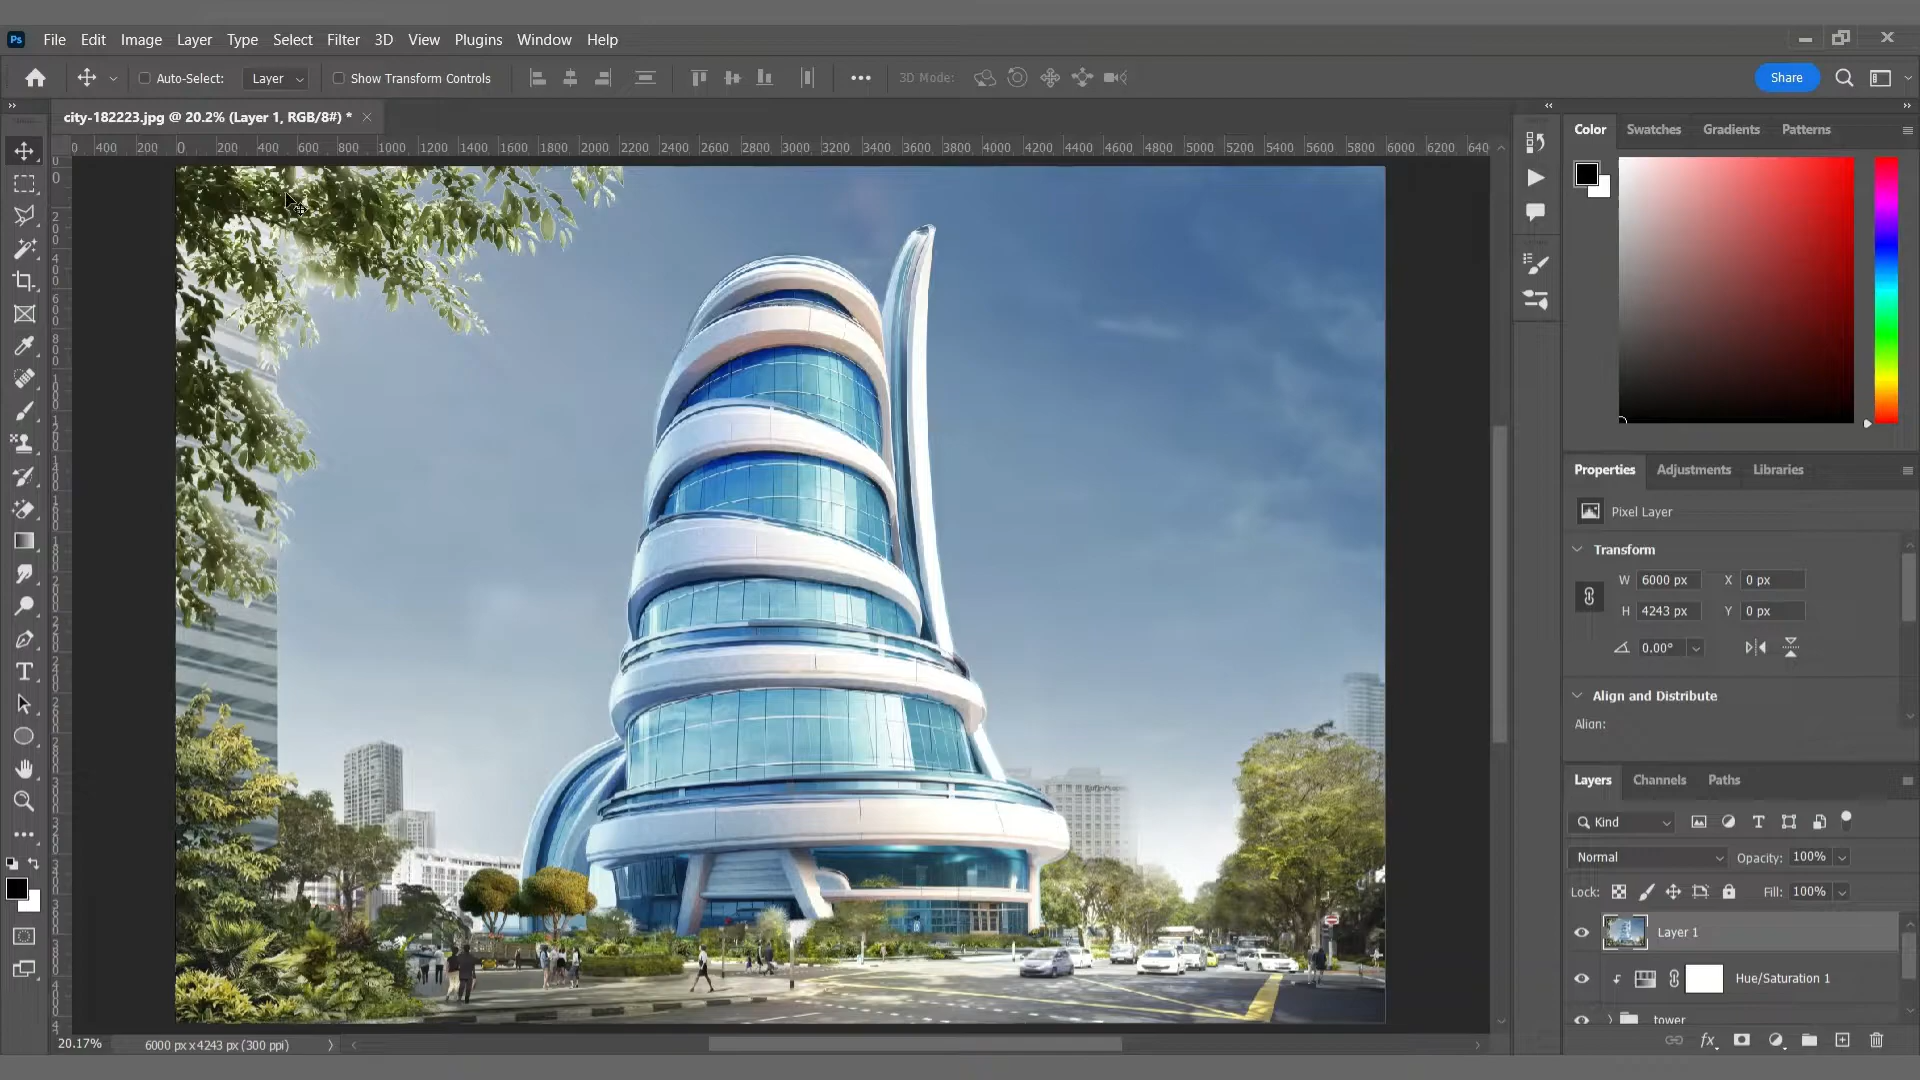 Ps File Edit Image Layer Type Select Filter 3D View Plugins Window Help
Auto-Select: Layer Show Transform Controls 3D Mode: Share
city-182223.jpg @ 20.2% (Layer 1, RGB/8#) *
0 400 200 0 200 400 600 800 1000 1200 1400 1600 1800 2000 2200 2400 2600 2800 3000 3200 3400 3600 3800 4000 4200 4400 4600 4800 5000 5200 5400 5600 5800 6000 6200 640
Color Swatches Gradients Patterns
Properties Adjustments Libraries
Pixel Layer
Transform
W 6000 px X 0 px
H 4243 px Y 0 px
0.00°
Align and Distribute
Align:
Layers Channels Paths
Kind
Normal Opacity: 100%
Lock: Fill: 100%
Layer 1
Hue/Saturation 1
tower
fx
20.17% 6000 px x 4243 px (300 ppi)